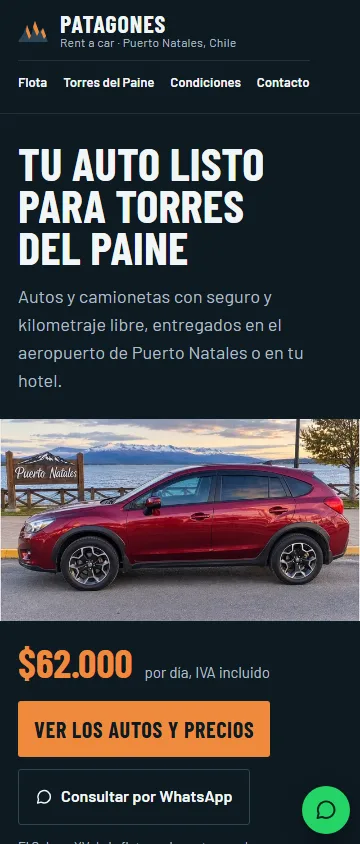 PATAGONES
Rent a car · Puerto Natales, Chile
Flota Torres del Paine Condiciones Contacto
TU AUTO LISTO
PARA TORRES
DEL PAINE
Autos y camionetas con seguro y
kilometraje libre, entregados en el
aeropuerto de Puerto Natales o en tu
hotel.
Puerto Natales
$62.000 por día, IVA incluido
VER LOS AUTOS Y PRECIOS
Consultar por WhatsApp